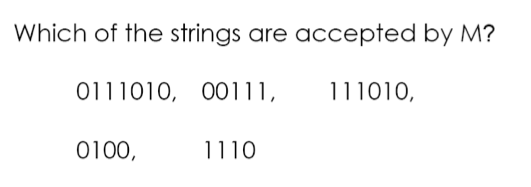 Which of the strings are accepted by M?
0111010, 00111, 111010,
0100, 1110